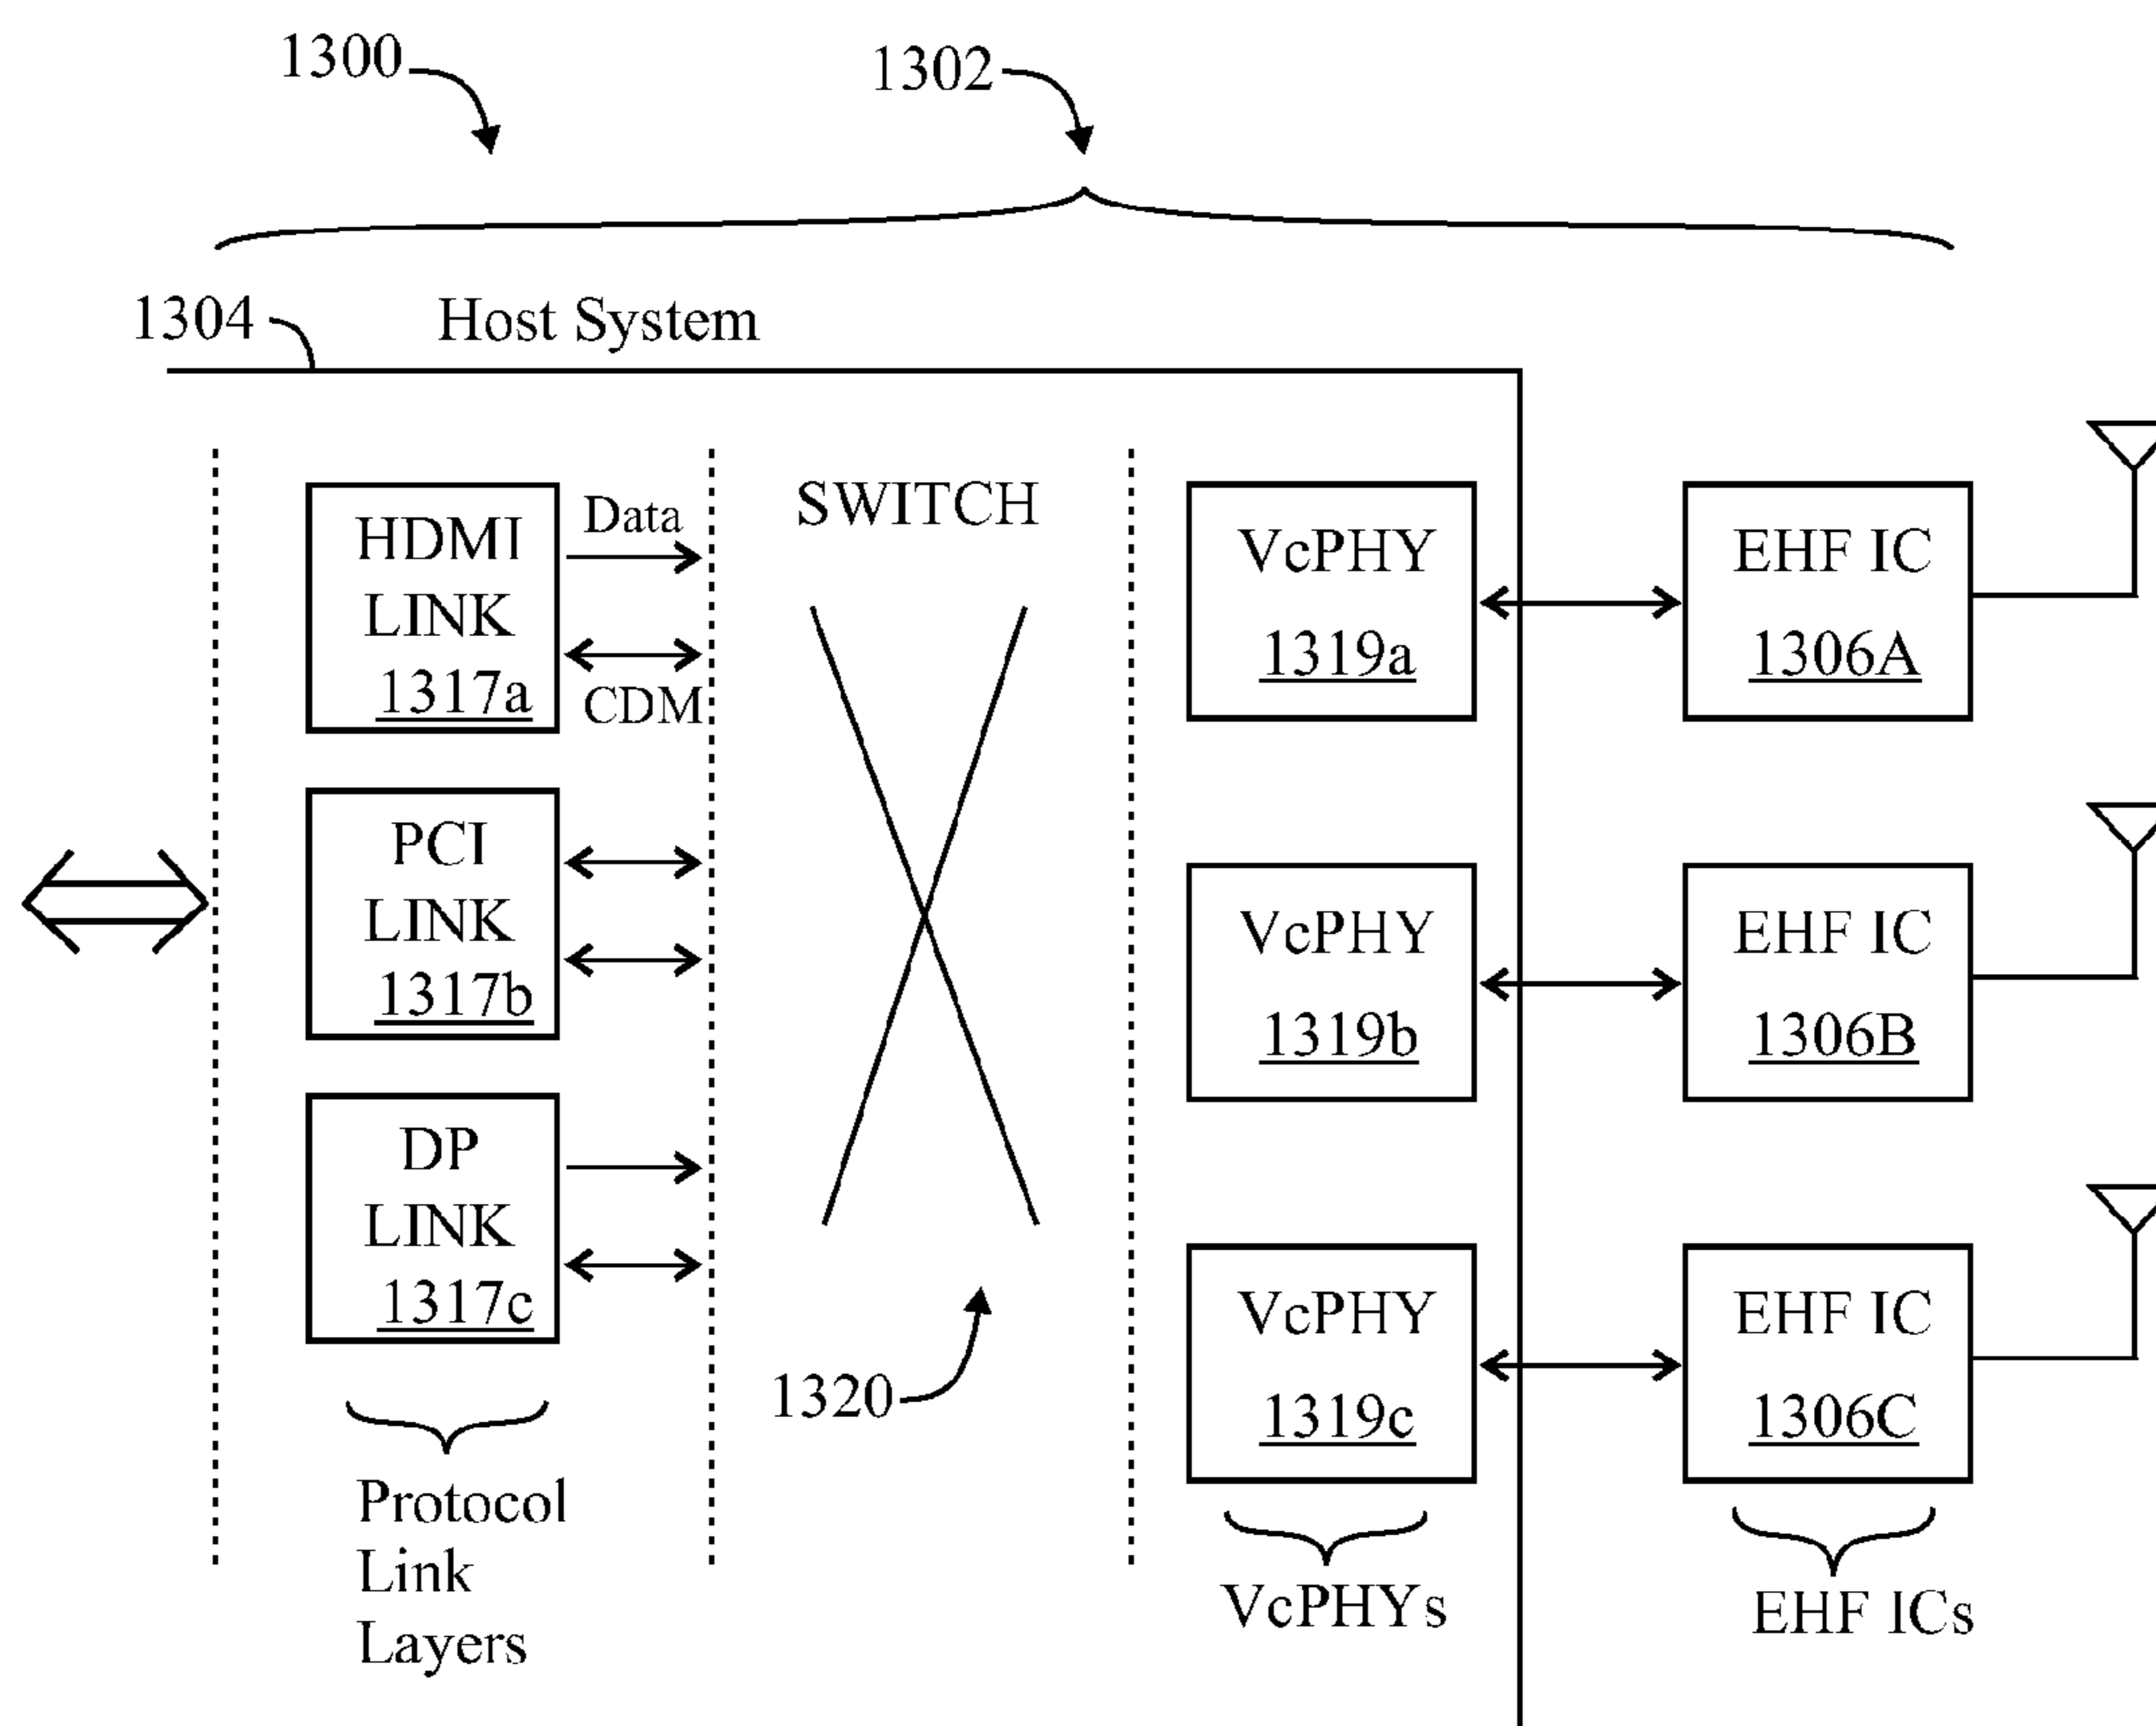 1300
1302
1304
Host System
HDMI
LINK
1317a
Data
CDM
SWITCH
VcPHY
1319a
EHF IC
1306A
PCI
LINK
1317b
VcPHY
1319b
EHF IC
1306B
DP
LINK
1317c
1320
VcPHY
1319c
EHF IC
1306C
Protocol
Link
Layers
VcPHYs
EHF ICs